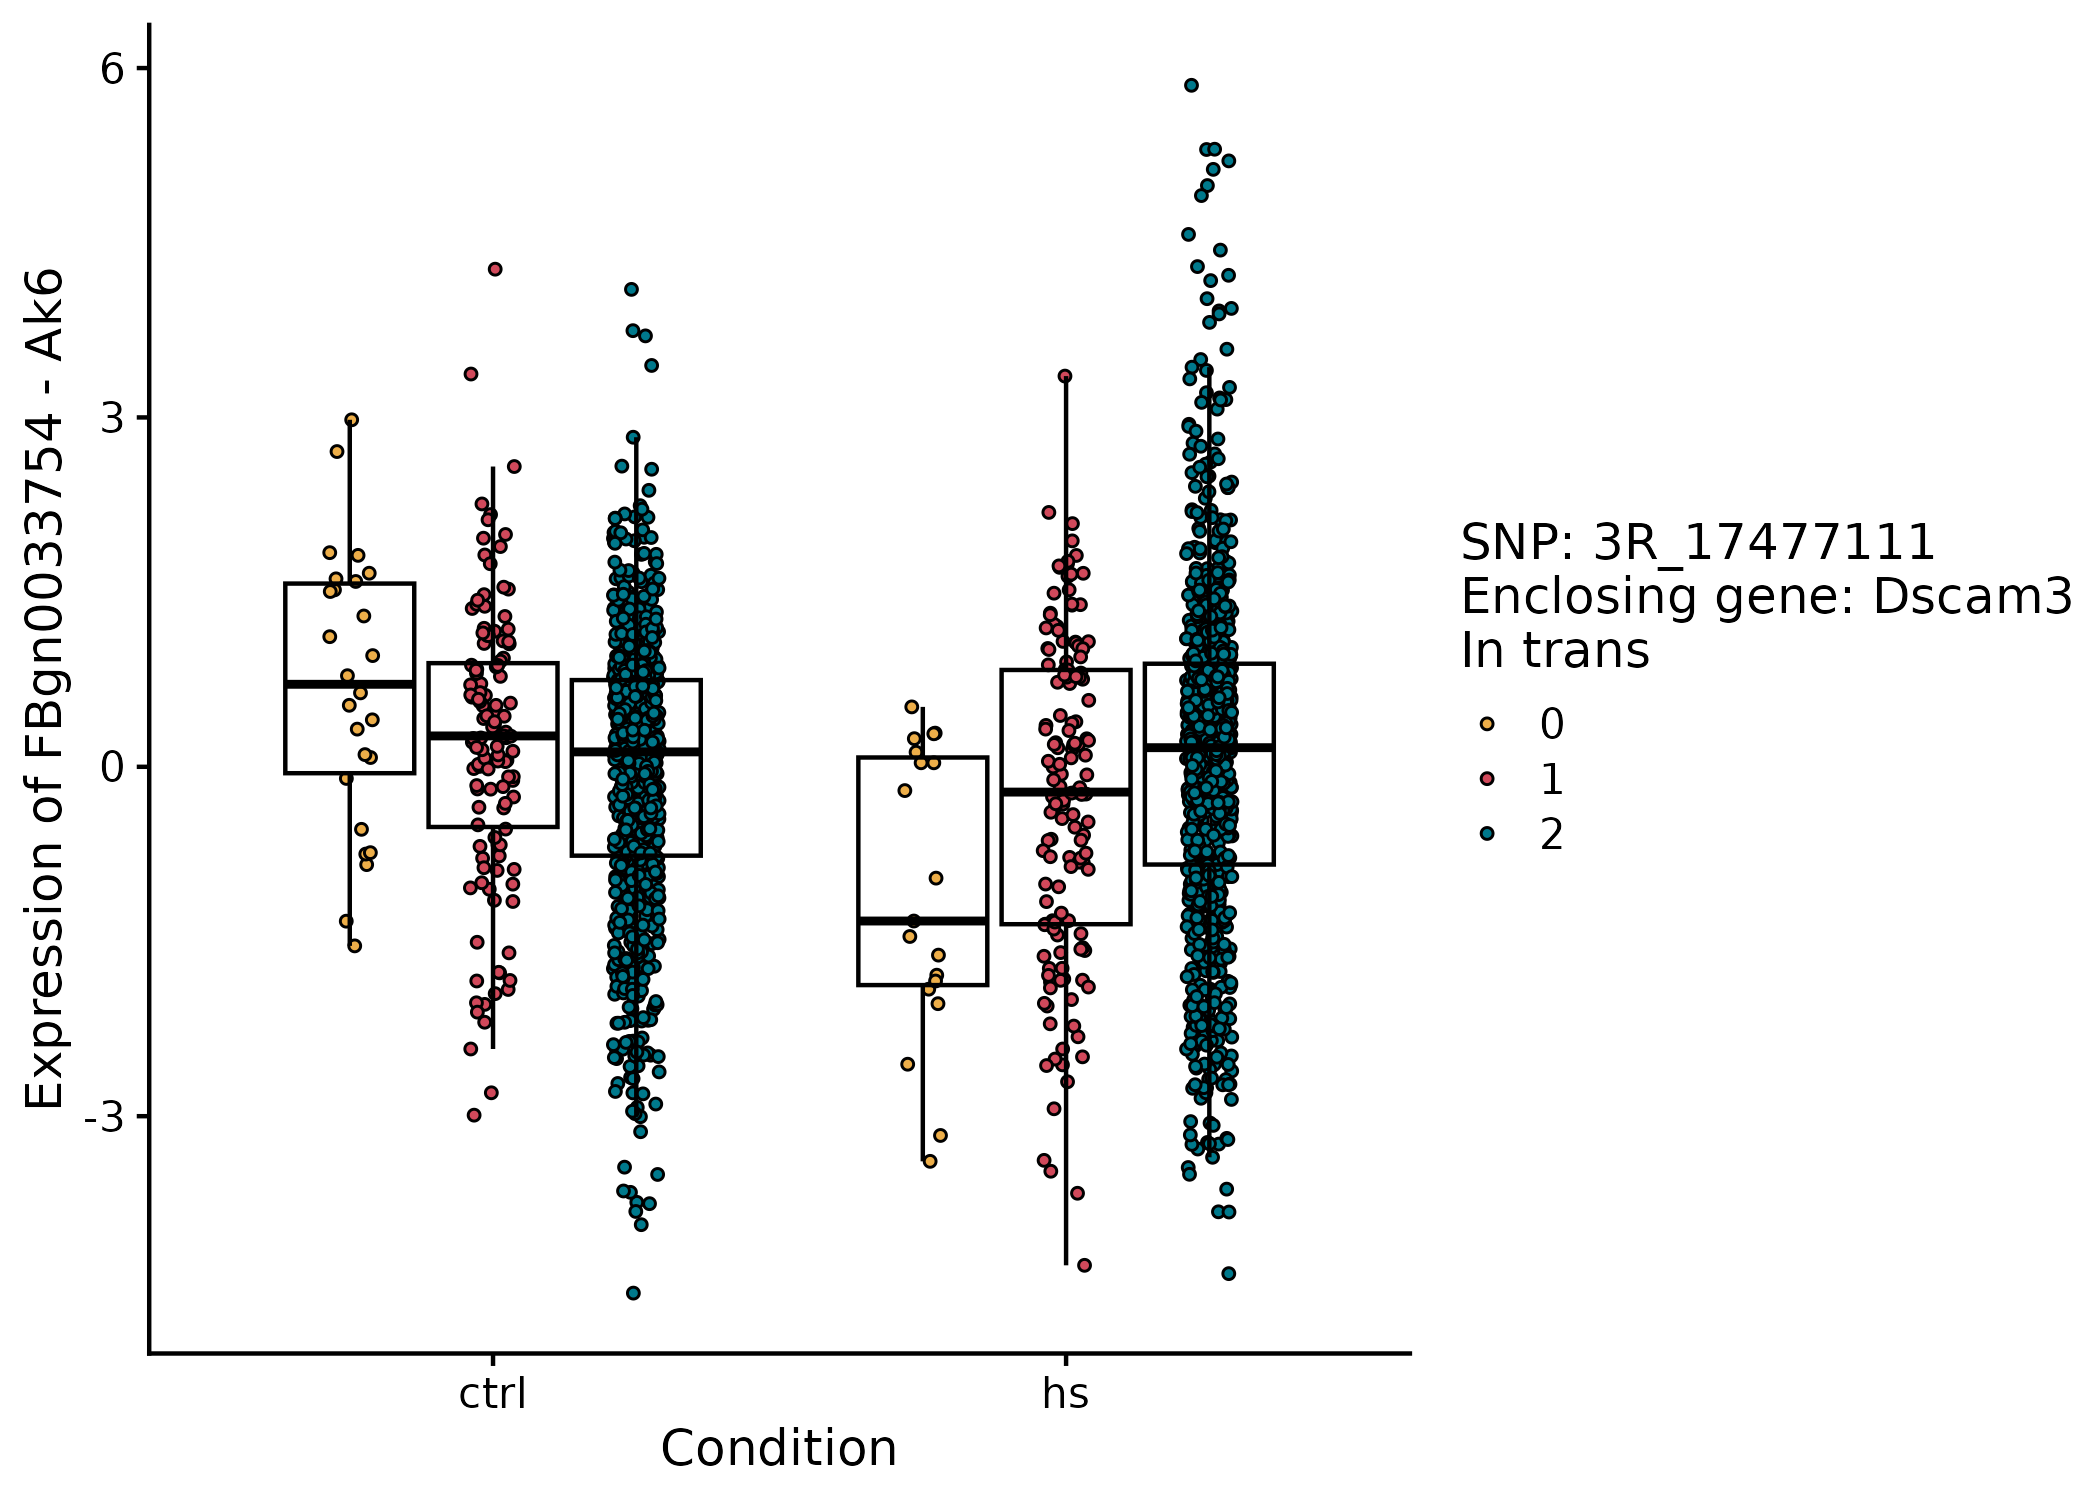 Expression of FBgn0033754 - Ak6
6
3
0
-3
ctrl
hs
Condition
SNP: 3R_17477111
Enclosing gene: Dscam3
In trans
0
1
2